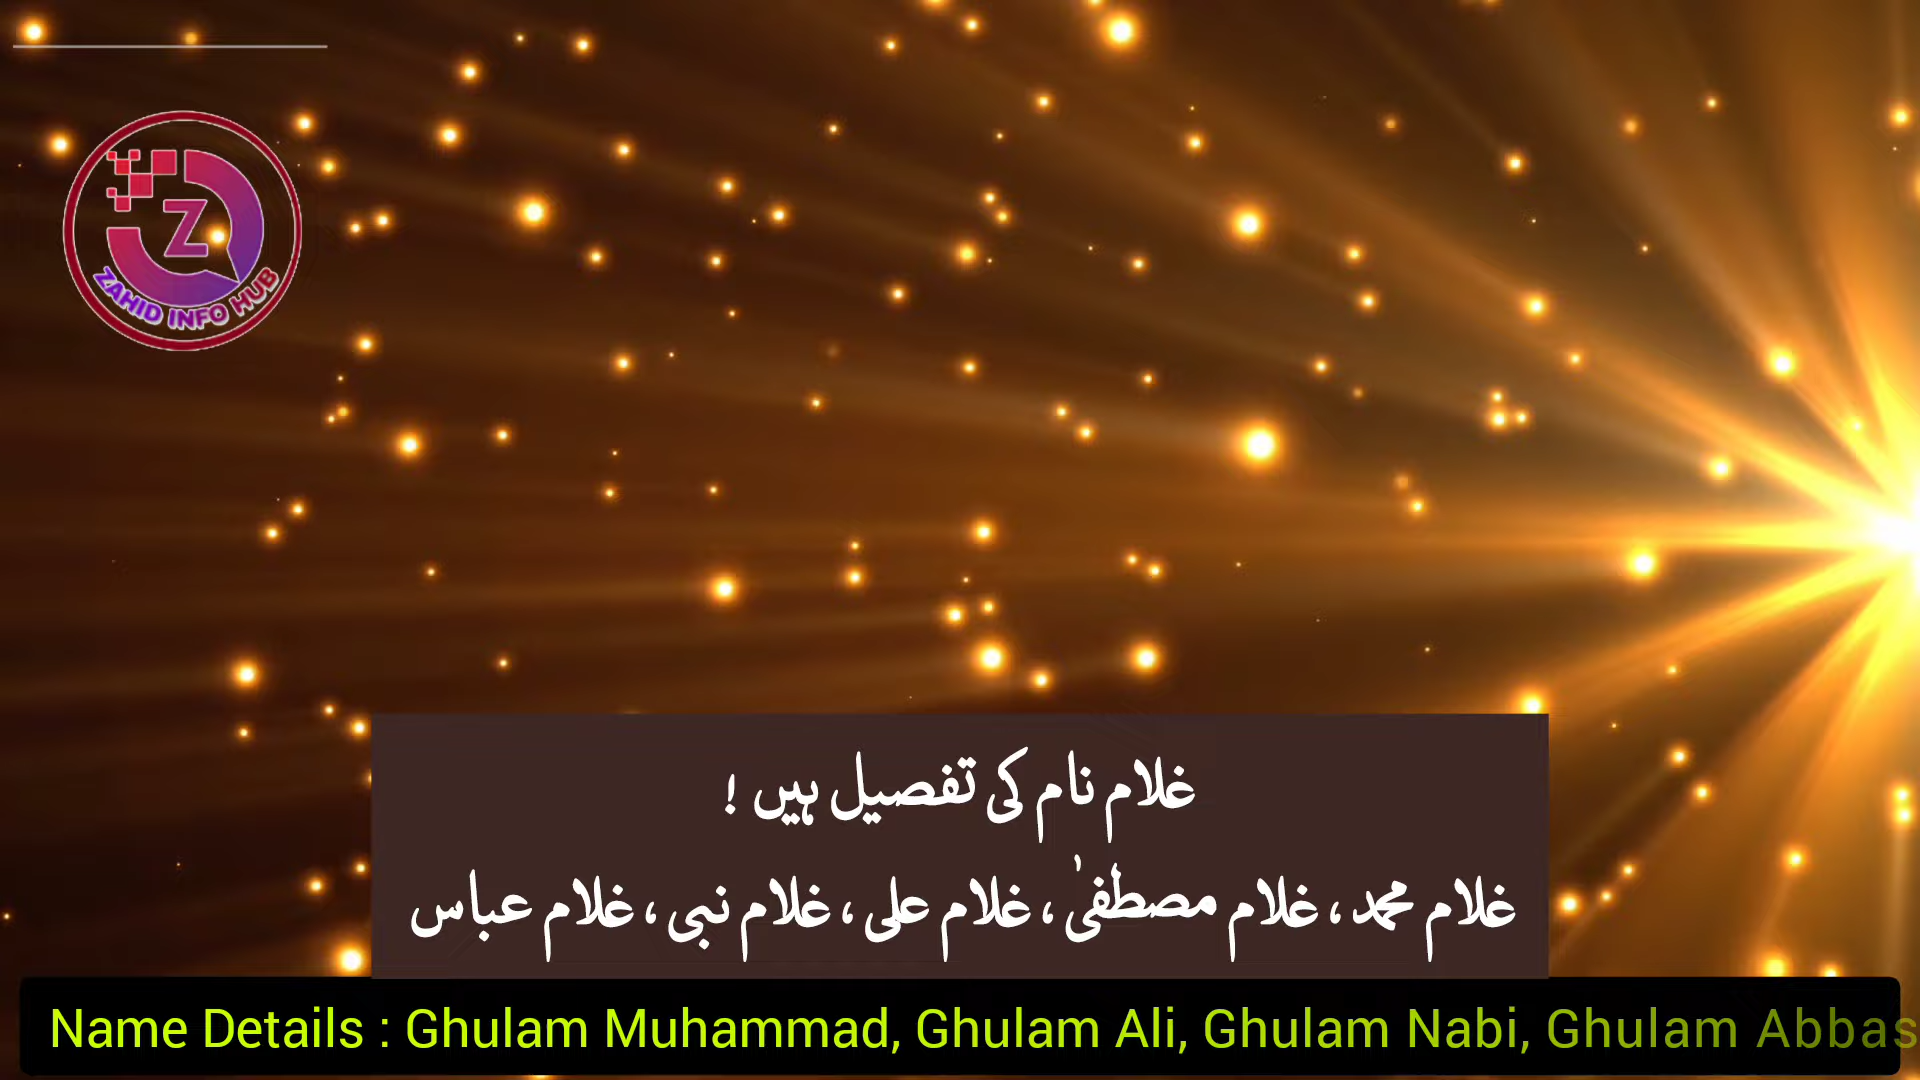 Z
ZAHID INFO HUB
غلام نام کی تفصیل ہیں !
غلام محمد، غلام مصطفیٰ، غلام علی، غلام نبی، غلام عباس
Name Details : Ghulam Muhammad, Ghulam Ali, Ghulam Nabi, Ghulam Abbas